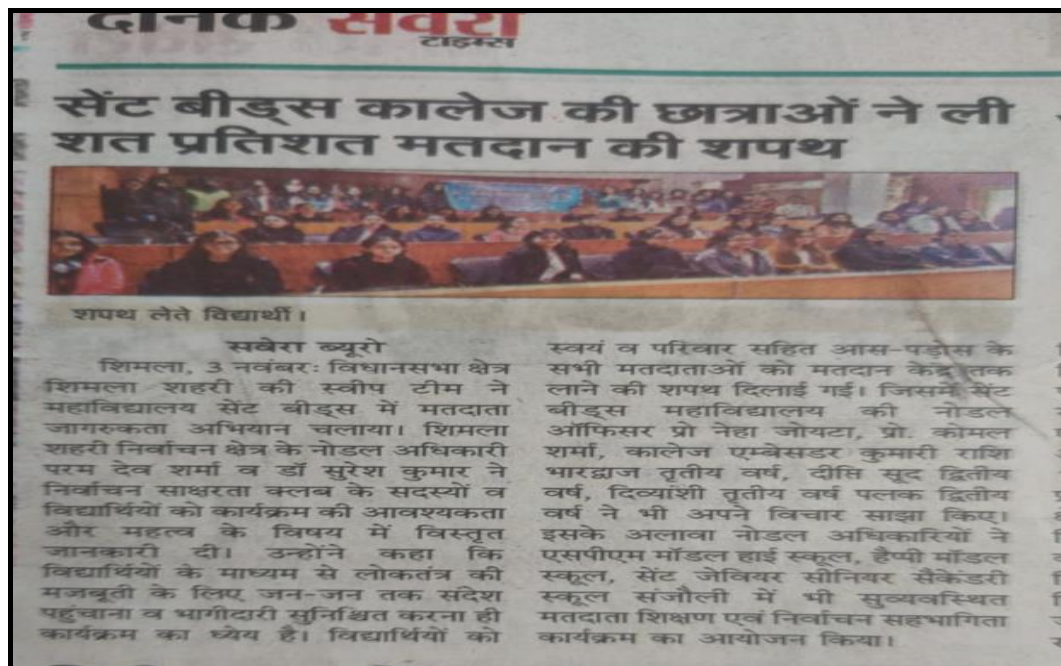 दैनिक सवेरा
टाइम्स
सेंट बीड्स कालेज की छात्राओं ने ली
शत प्रतिशत मतदान की शपथ
शपथ लेते विद्यार्थी।
सवेरा ब्यूरो
शिमला, 3 नवंबरः विधानसभा क्षेत्र
शिमला शहरी की स्वीप टीम ने
महाविद्यालय सेंट बीड्स में मतदाता
जागरुकता अभियान चलाया। शिमला
शहरी निर्वाचन क्षेत्र के नोडल अधिकारी
परम देव शर्मा व डॉ सुरेश कुमार ने
निर्वाचन साक्षरता क्लब के सदस्यों व
विद्यार्थियों को कार्यक्रम की आवश्यकता
और महत्व के विषय में विस्तृत
जानकारी दी। उन्होंने कहा कि
विद्यार्थियों के माध्यम से लोकतंत्र की
मजबूती के लिए जन-जन तक संदेश
पहुंचाना व भागीदारी सुनिश्चित करना ही
कार्यक्रम का ध्येय है। विद्यार्थियों को
स्वयं व परिवार सहित आस-पड़ोस के
सभी मतदाताओं को मतदान केंद्र तक
लाने की शपथ दिलाई गई। जिसमें सेंट
बीड्स महाविद्यालय की नोडल
ऑफिसर प्रो नेहा जोयटा, प्रो. कोमल
शर्मा, कालेज एम्बेसडर कुमारी राशि
भारद्वाज तृतीय वर्ष, दीप्ति सूद द्वितीय
वर्ष, दिव्यांशी तृतीय वर्ष पलक द्वितीय
वर्ष ने भी अपने विचार साझा किए।
इसके अलावा नोडल अधिकारियों ने
एसपीएम मॉडल हाई स्कूल, हैप्पी मॉडल
स्कूल, सेंट जेवियर सीनियर सैकेंडरी
स्कूल संजौली में भी सुव्यवस्थित
मतदाता शिक्षण एवं निर्वाचन सहभागिता
कार्यक्रम का आयोजन किया।